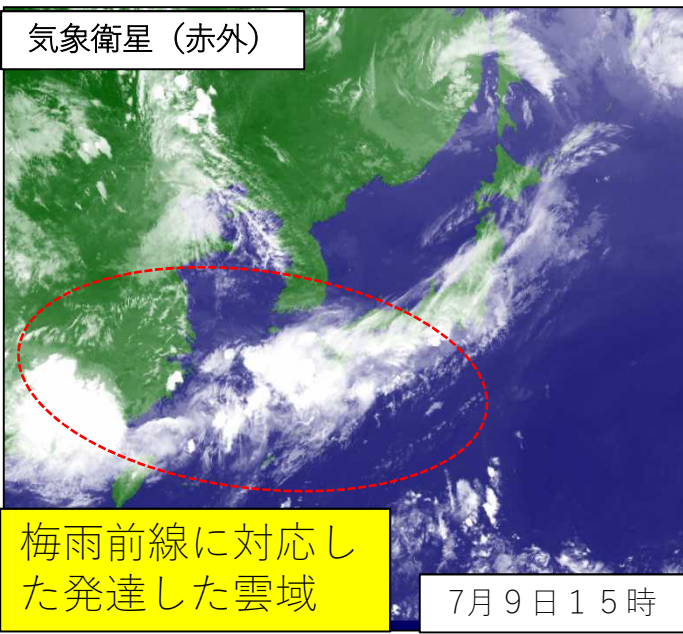 気象衛星（赤外）
梅雨前線に対応し
た発達した雲域
7月９日１５時